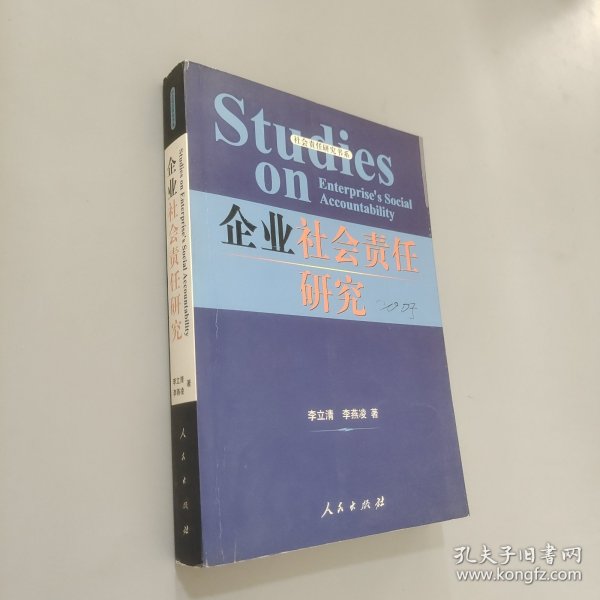 Studies
社会责任研究书系
on
Enterprise's Social
Accountability
企业社会责任
研究
李立清 李燕凌 著
人民出版社
企业社会责任研究
Studies on Enterprise's Social Accountability
李立清
李燕凌
著
人民出版社
孔夫子旧书网
www.kongfz.com